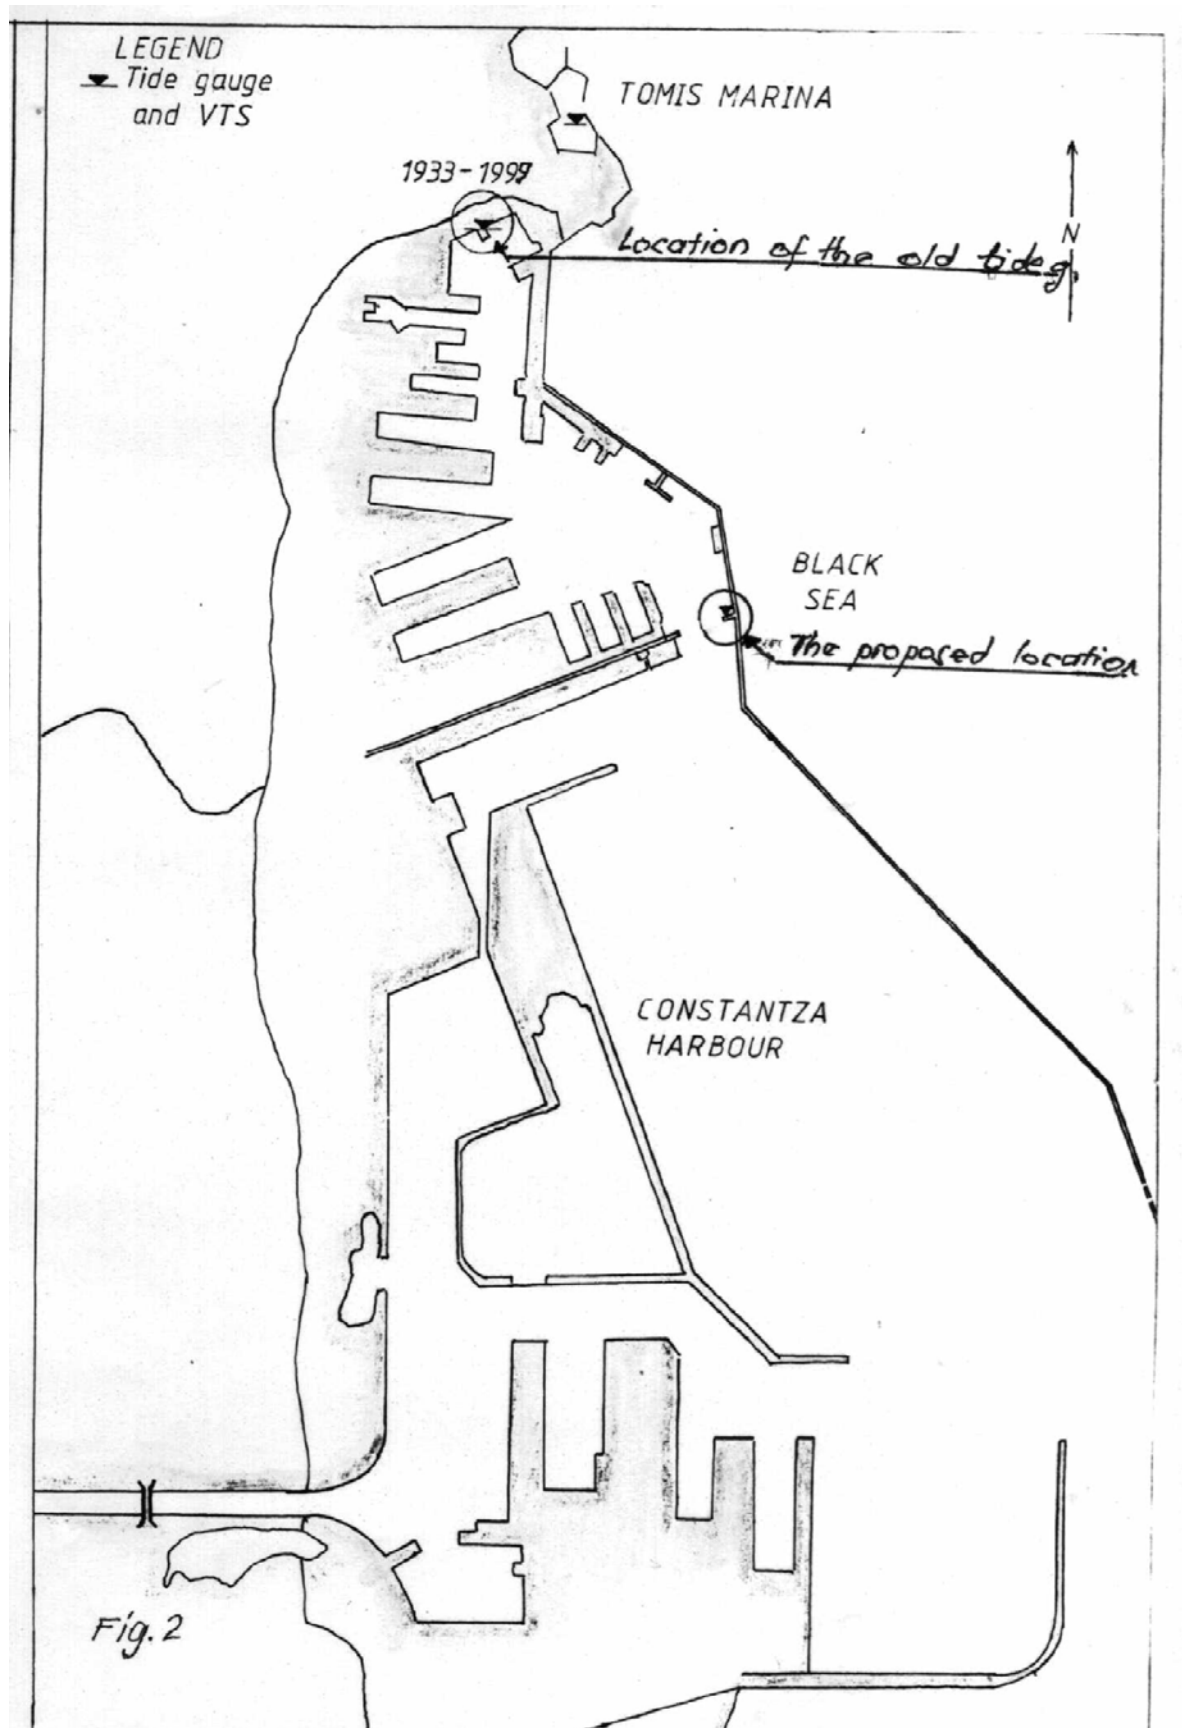 LEGEND
Tide gauge
and VTS
TOMIS MARINA
1933-1999
Location of the old tide g.
N
BLACK
SEA
The proposed location
CONSTANTZA
HARBOUR
Fig.2